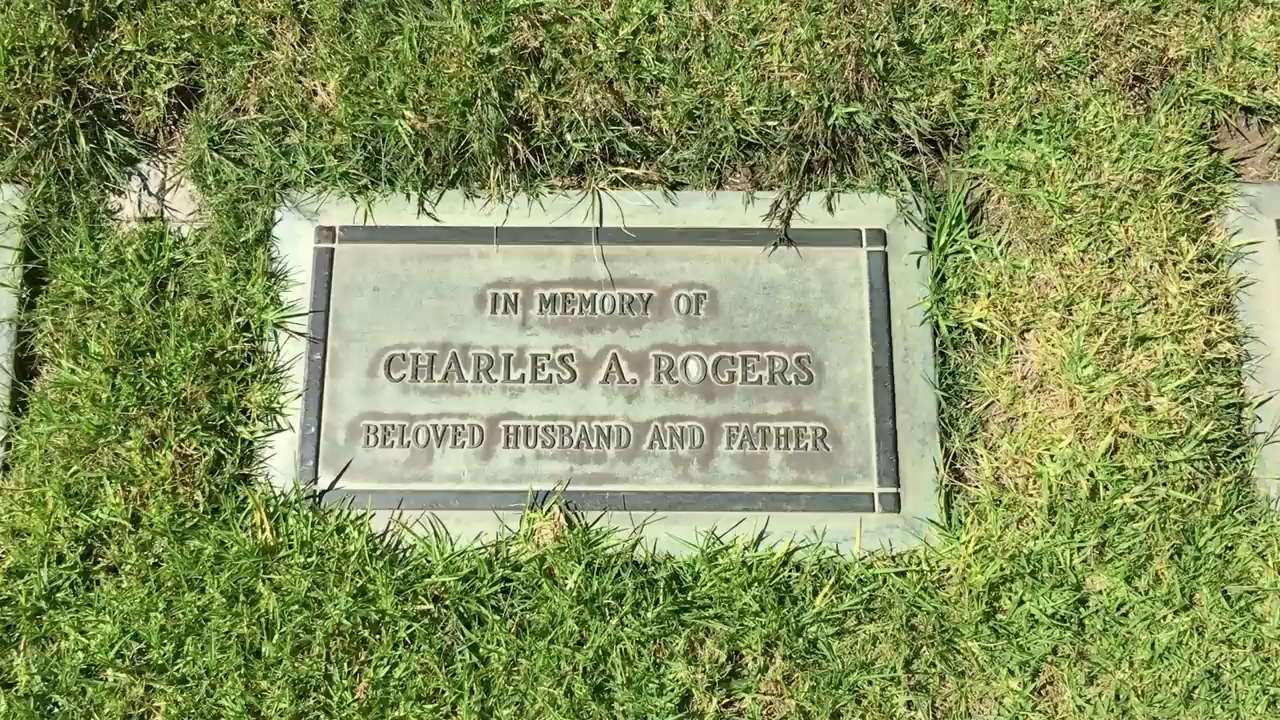 IN MEMORY OF
CHARLES A. ROGERS
BELOVED HUSBAND AND FATHER